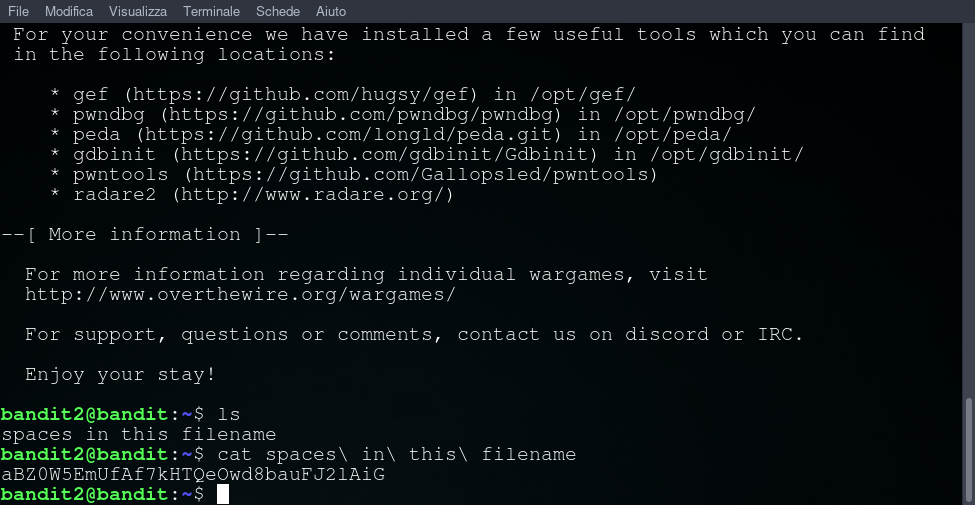 File Modifica Visualizza Terminale Schede Aiuto
For your convenience we have installed a few useful tools which you can find
in the following locations:
* gef (https://github.com/hugsy/gef) in /opt/gef/
* pwndbg (https://github.com/pwndbg/pwndbg) in /opt/pwndbg/
* peda (https://github.com/longld/peda.git) in /opt/peda/
* gdbinit (https://github.com/gdbinit/Gdbinit) in /opt/gdbinit/
* pwntools (https://github.com/Gallopsled/pwntools)
* radare2 (http://www.radare.org/)
--[ More information ]--
For more information regarding individual wargames, visit
http://www.overthewire.org/wargames/
For support, questions or comments, contact us on discord or IRC.
Enjoy your stay!
bandit2@bandit:~$ ls
spaces in this filename
bandit2@bandit:~$ cat spaces\ in\ this\ filename
aBZ0W5EmUfAf7kHTQeOwd8bauFJ2lAiG
bandit2@bandit:~$